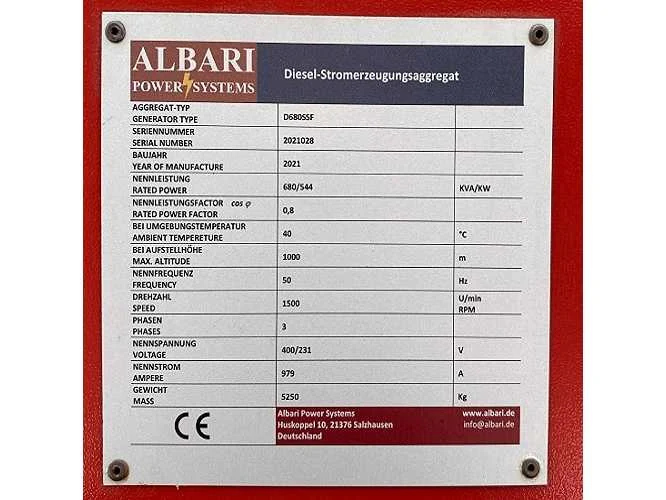 ALBARI
POWER SYSTEMS
Diesel-Stromerzeugungsaggregat
AGGREGAT-TYP
GENERATOR TYPE D680SSF
SERIENNUMMER
SERIAL NUMBER 2021028
BAUJAHR
YEAR OF MANUFACTURE 2021
NENNLEISTUNG
RATED POWER 680/544 KVA/KW
NENNLEISTUNGSFACTOR cos φ
RATED POWER FACTOR 0,8
BEI UMGEBUNGSTEMPERATUR
AMBIENT TEMPERETURE 40 °C
BEI AUFSTELLHÖHE
MAX. ALTITUDE 1000 m
NENNFREQUENZ
FREQUENCY 50 Hz
DREHZAHL U/min
SPEED 1500 RPM
PHASEN
PHASES 3
NENNSPANNUNG
VOLTAGE 400/231 V
NENNSTROM
AMPERE 979 A
GEWICHT
MASS 5250 Kg
CE
Albari Power Systems www.albari.de
Huskoppel 10, 21376 Salzhausen info@albari.de
Deutschland